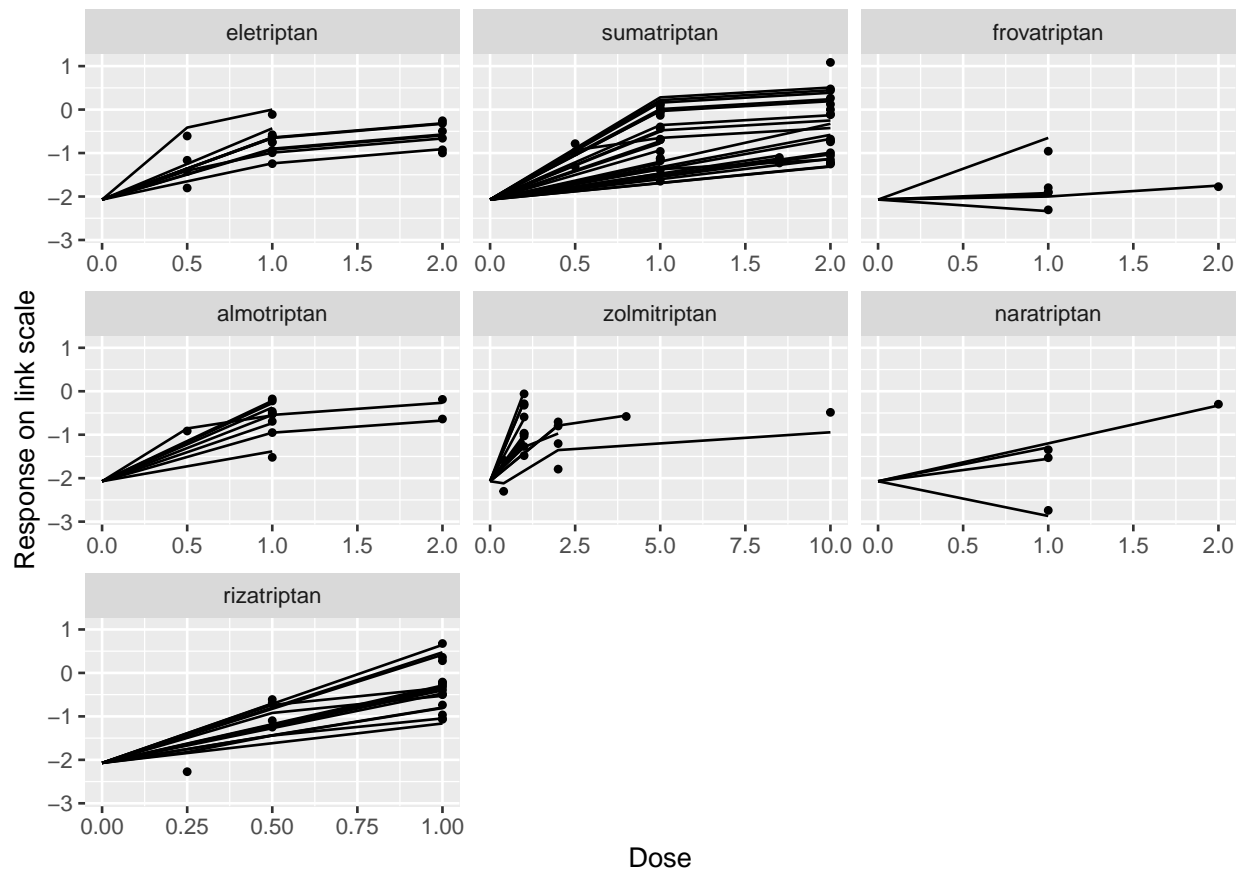 eletriptan sumatriptan frovatriptan
1
0
−1
−2
−3
0.0 0.5 1.0 1.5 2.0 0.0 0.5 1.0 1.5 2.0 0.0 0.5 1.0 1.5 2.0
almotriptan zolmitriptan naratriptan
1
0
−1
−2
−3
0.0 0.5 1.0 1.5 2.0 0.0 2.5 5.0 7.5 10.0 0.0 0.5 1.0 1.5 2.0
rizatriptan
1
0
−1
−2
−3
0.00 0.25 0.50 0.75 1.00
Dose
Response on link scale